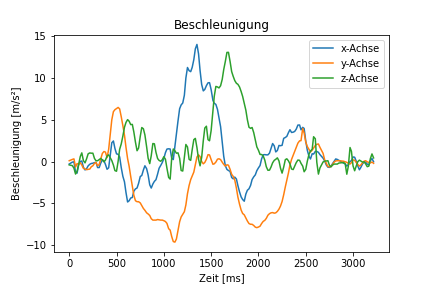 Beschleunigung
Beschleunigung [m/s²]
15
10
5
0
−5
−10
x-Achse
y-Achse
z-Achse
0 500 1000 1500 2000 2500 3000
Zeit [ms]